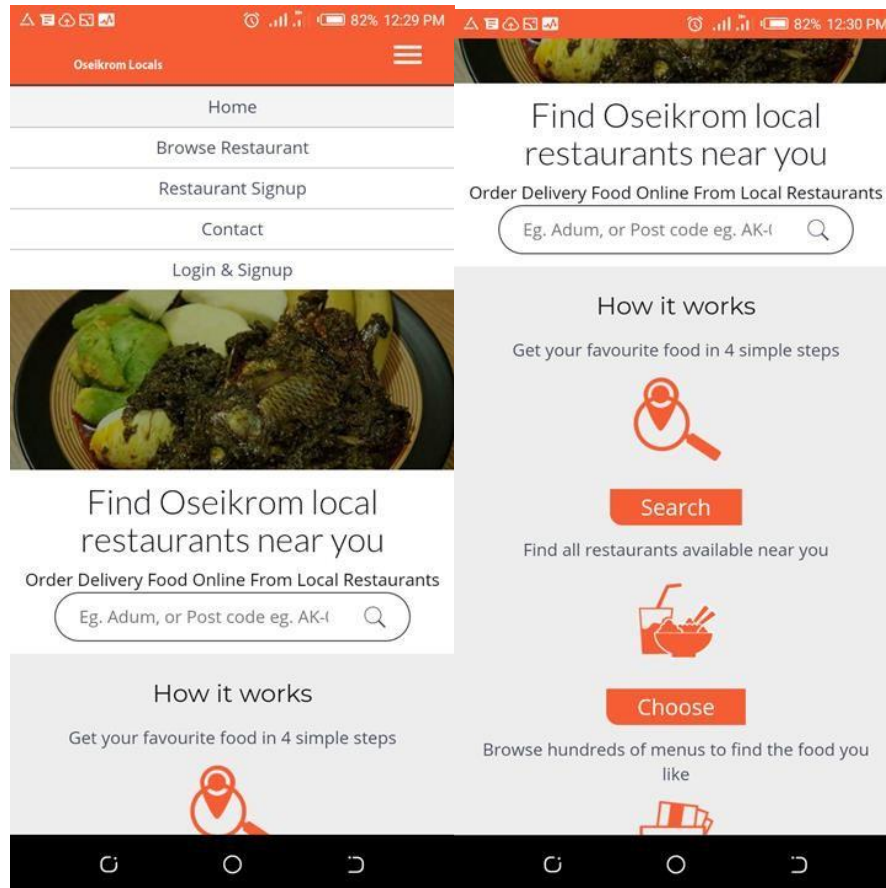 82% 12:29 PM
Oseikrom Locals
Home
Browse Restaurant
Restaurant Signup
Contact
Login & Signup
Find Oseikrom local
restaurants near you
Order Delivery Food Online From Local Restaurants
Eg. Adum, or Post code eg. AK-
How it works
Get your favourite food in 4 simple steps
82% 12:30 PM
Find Oseikrom local
restaurants near you
Order Delivery Food Online From Local Restaurants
Eg. Adum, or Post code eg. AK-
How it works
Get your favourite food in 4 simple steps
Search
Find all restaurants available near you
Choose
Browse hundreds of menus to find the food you
like